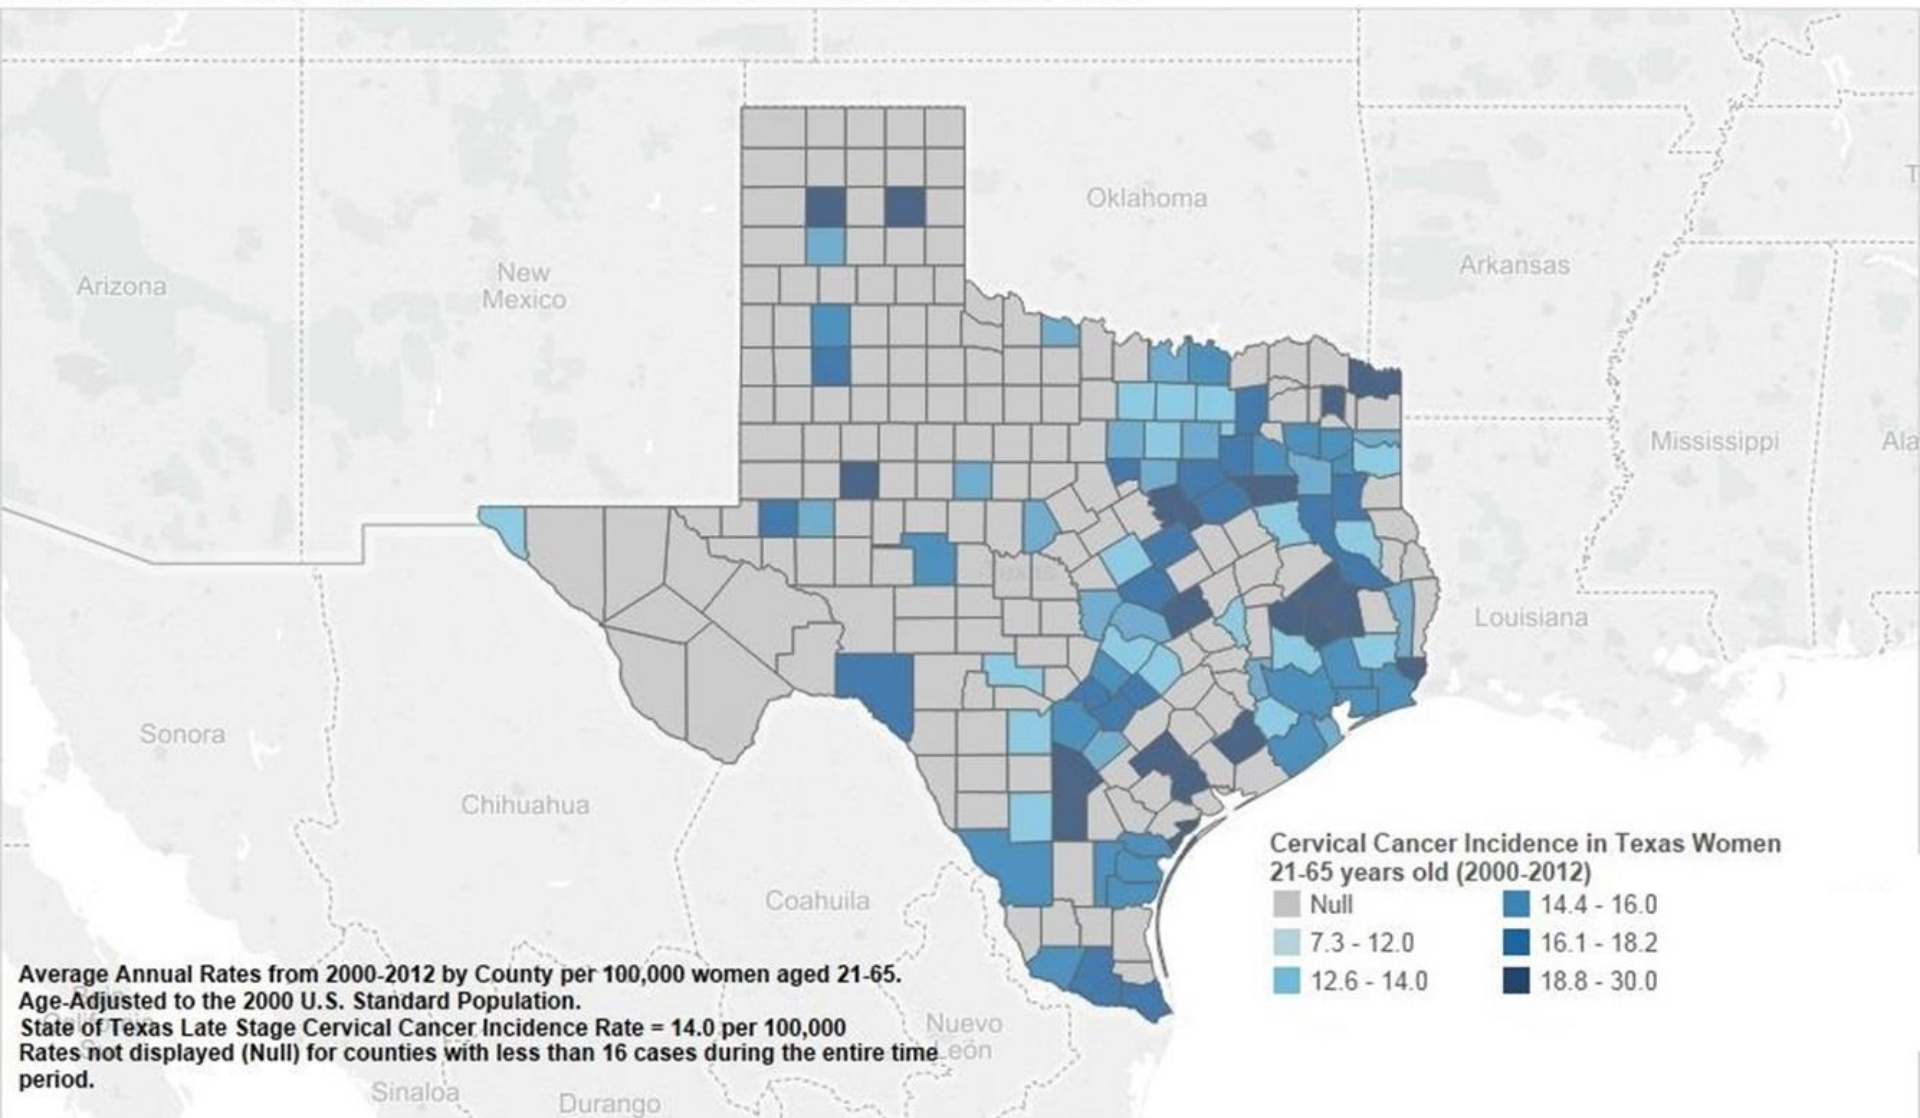 Oklahoma
Arkansas
New
Mexico
Arizona
T
Mississippi
Ala
Texas
Louisiana
Sonora
Chihuahua
Cervical Cancer Incidence in Texas Women
21-65 years old (2000-2012)
Null
14.4 - 16.0
7.3 - 12.0
16.1 - 18.2
12.6 - 14.0
18.8 - 30.0
Coahuila
Average Annual Rates from 2000-2012 by County per 100,000 women aged 21-65.
Age-Adjusted to the 2000 U.S. Standard Population.
State of Texas Late Stage Cervical Cancer Incidence Rate = 14.0 per 100,000
Rates not displayed (Null) for counties with less than 16 cases during the entire time
period.
Nuevo
León
Sinaloa
Durango